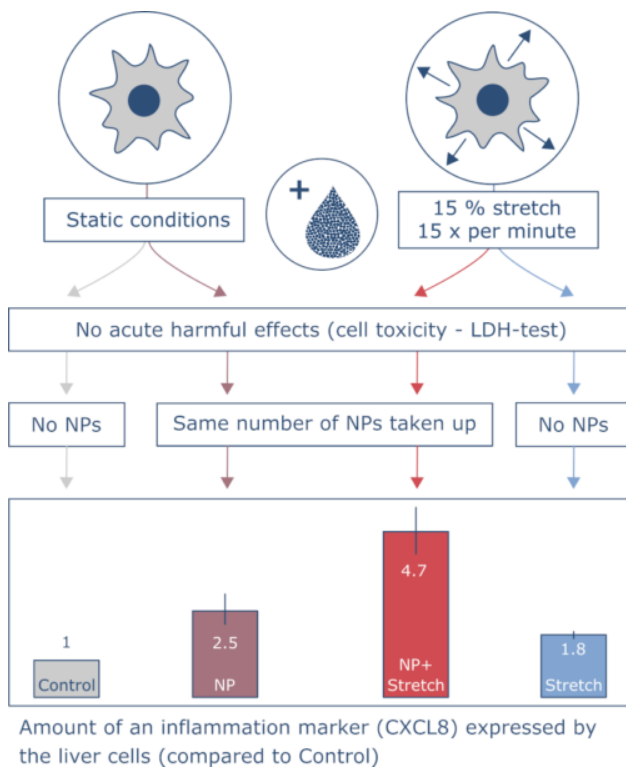 Static conditions
+
15 % stretch
15 x per minute
No acute harmful effects (cell toxicity - LDH-test)
No NPs
Same number of NPs taken up
No NPs
1
Control
2.5
NP
4.7
NP+
Stretch
1.8
Stretch
Amount of an inflammation marker (CXCL8) expressed by
the liver cells (compared to Control)